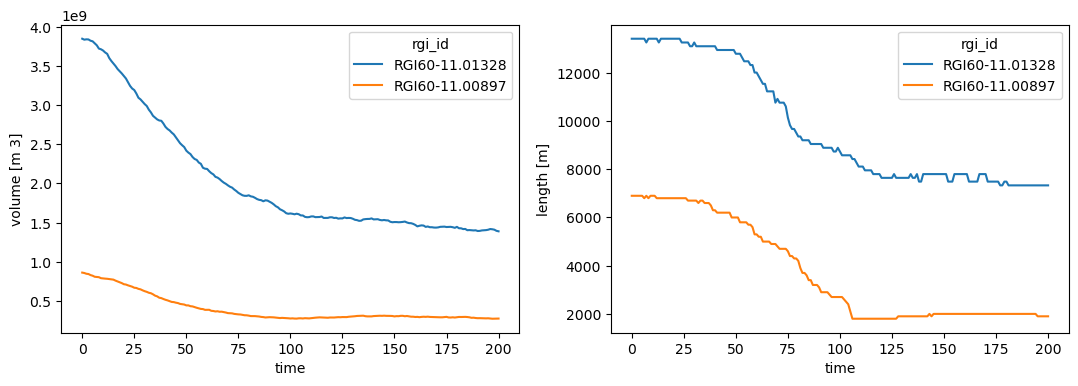 1e9
4.0
3.5
3.0
2.5
2.0
1.5
1.0
0.5
volume [m 3]
0 25 50 75 100 125 150 175 200
time
rgi_id
RGI60-11.01328
RGI60-11.00897
12000
10000
8000
6000
4000
2000
length [m]
0 25 50 75 100 125 150 175 200
time
rgi_id
RGI60-11.01328
RGI60-11.00897